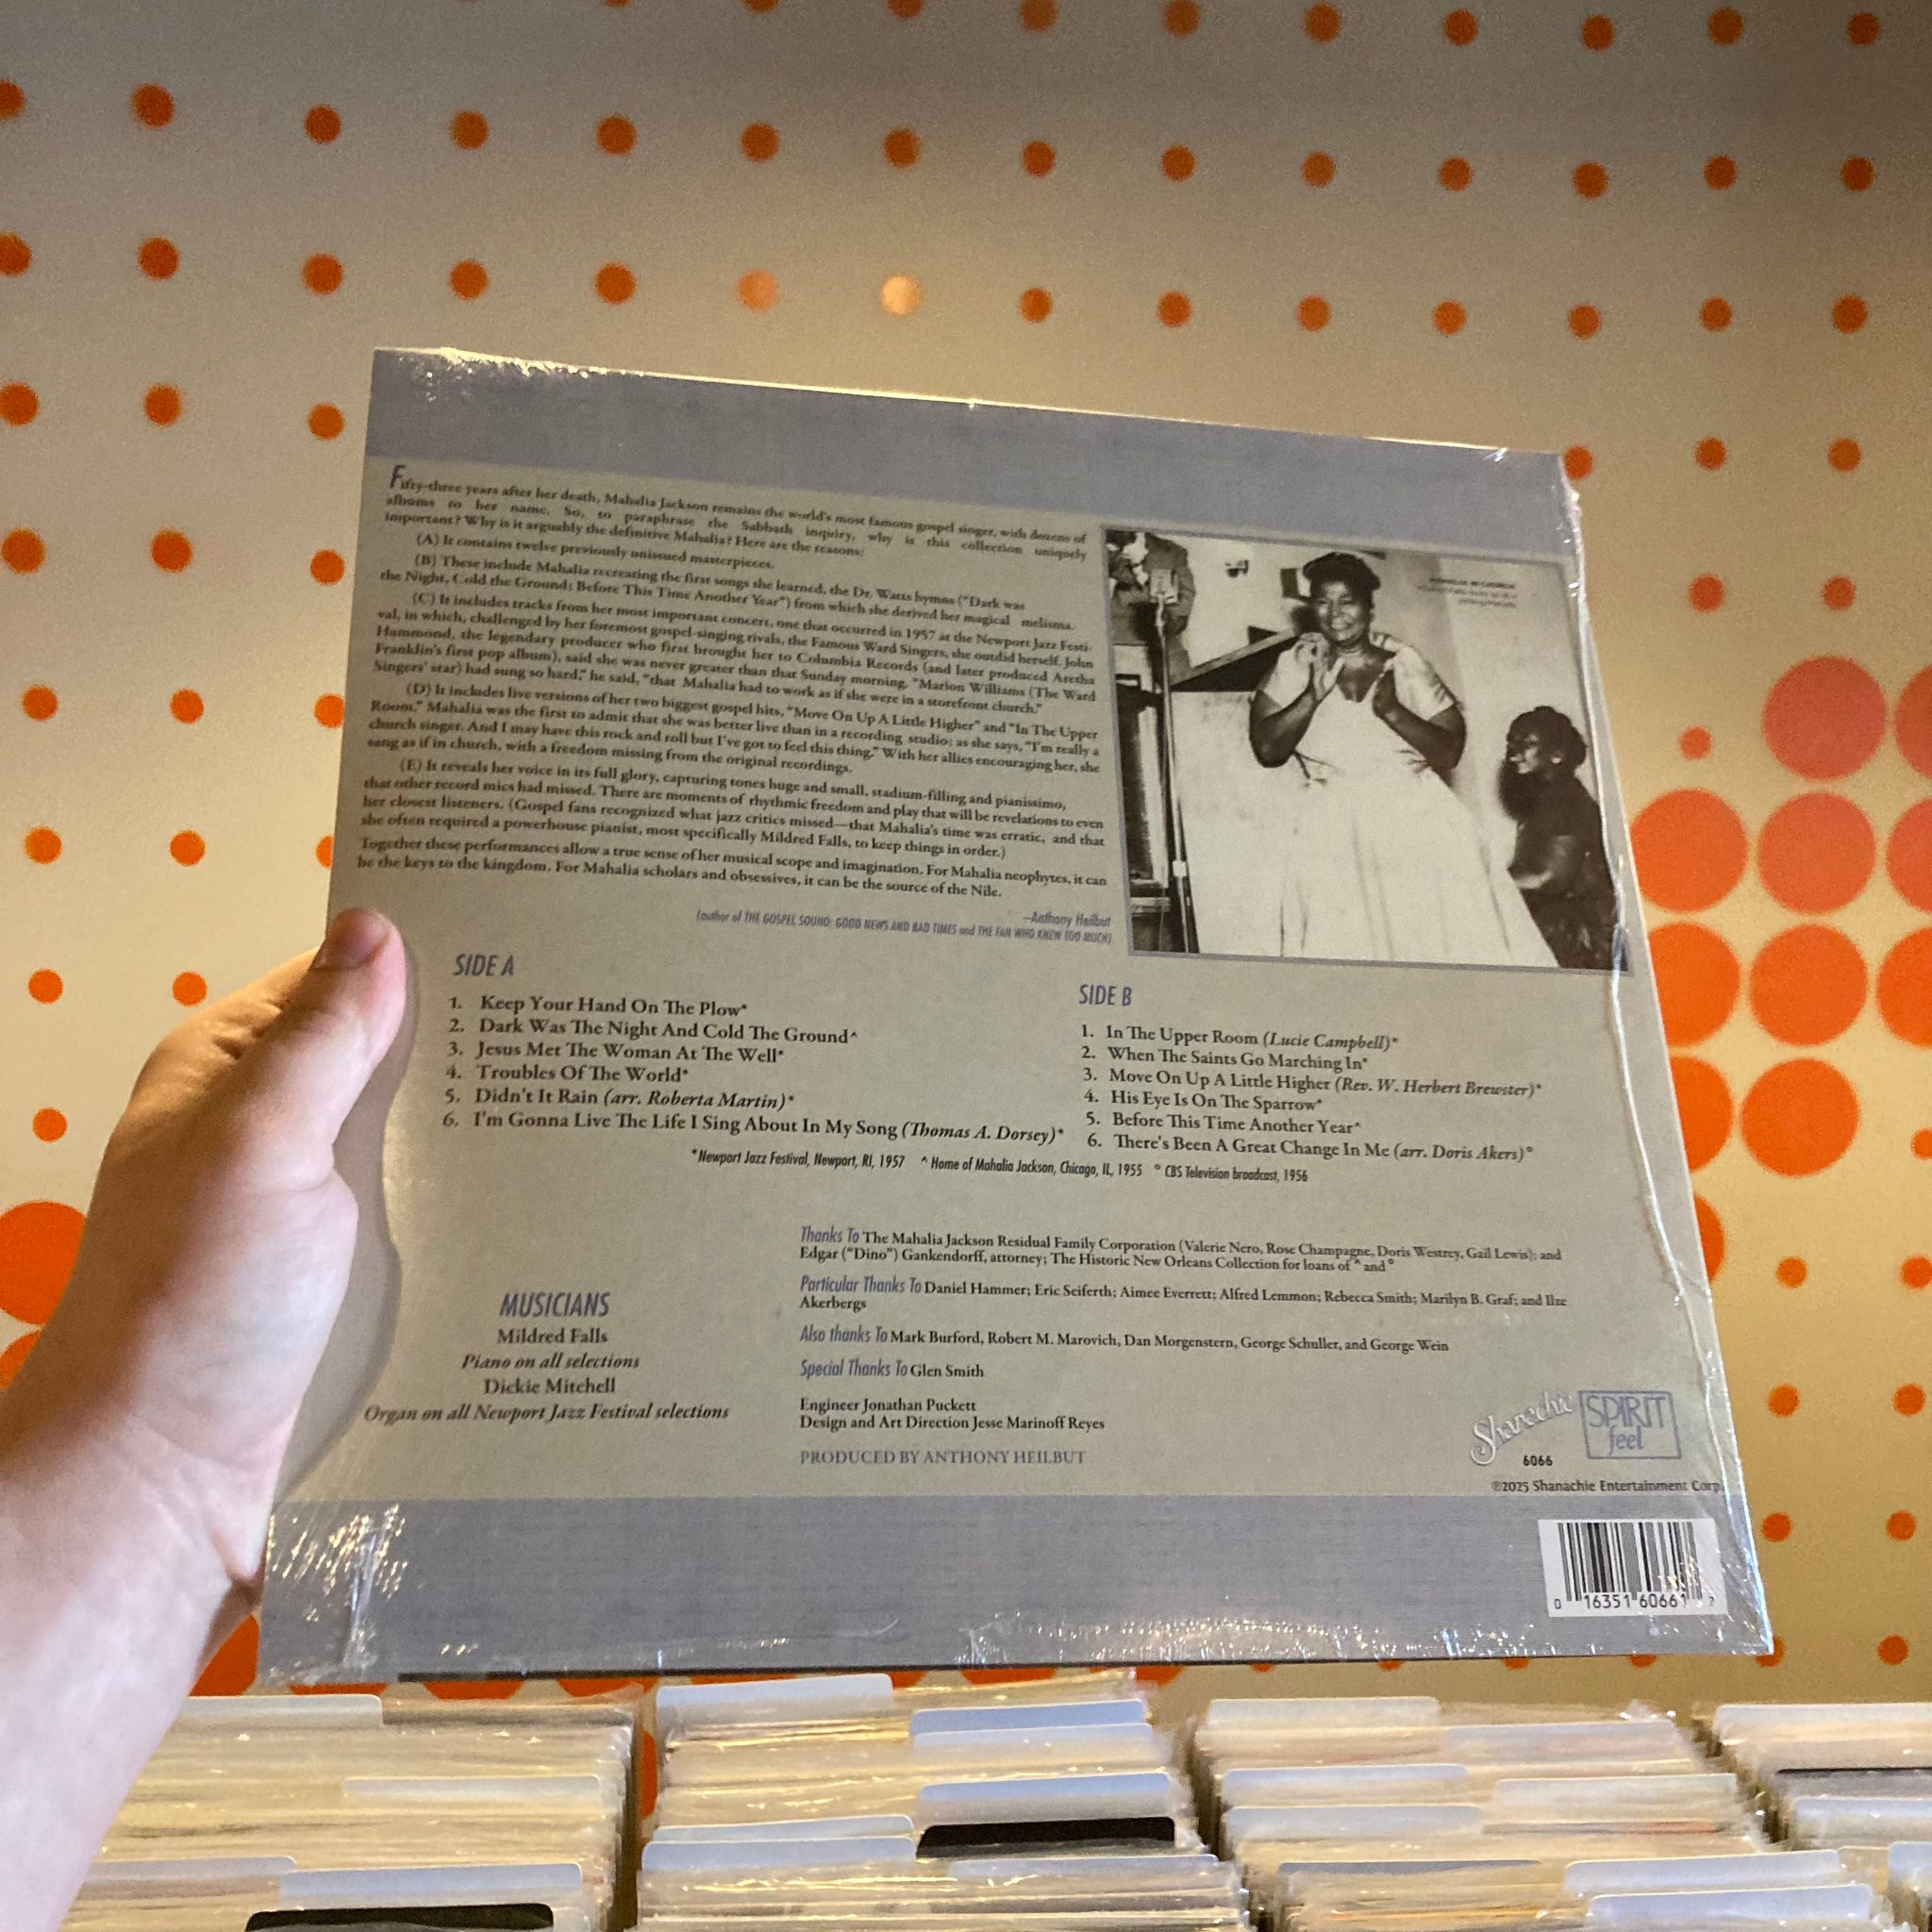 Fifty-three years after her death, Mahalia Jackson remains the world's most famous gospel singer, with dozens of
albums to her name. So, to paraphrase the Sabbath inquiry, why is this collection uniquely
important? Why is it arguably the definitive Mahalia? Here are the reasons:
(A) It contains twelve previously unissued masterpieces.
(B) These include Mahalia recreating the first songs she learned, the Dr. Watts hymns ("Dark was
the Night, Cold the Ground; Before This Time Another Year") from which she derived her magical melisma.
(C) It includes tracks from her most important concert, one that occurred in 1957 at the Newport Jazz Festi-
val, in which, challenged by her foremost gospel-singing rivals, the Famous Ward Singers, she outdid herself. John
Hammond, the legendary producer who first brought her to Columbia Records (and later produced Aretha
Franklin's first pop album), said she was never greater than that Sunday morning. "Marion Williams (The Ward
Singers' star) had sung so hard," he said, "that Mahalia had to work as if she were in a storefront church."
(D) It includes live versions of her two biggest gospel hits, "Move On Up A Little Higher" and "In The Upper
Room." Mahalia was the first to admit that she was better live than in a recording studio; as she says, "I'm really a
church singer. And I may have this rock and roll but I've got to feel this thing." With her allies encouraging her, she
sang as if in church, with a freedom missing from the original recordings.
(E) It reveals her voice in its full glory, capturing tones huge and small, stadium-filling and pianissimo,
that other record mics had missed. There are moments of rhythmic freedom and play that will be revelations to even
her closest listeners. (Gospel fans recognized what jazz critics missed—that Mahalia's time was erratic, and that
she often required a powerhouse pianist, most specifically Mildred Falls, to keep things in order.)
Together these performances allow a true sense of her musical scope and imagination. For Mahalia neophytes, it can
be the keys to the kingdom. For Mahalia scholars and obsessives, it can be the source of the Nile.
—Anthony Heilbut
(author of THE GOSPEL SOUND: GOOD NEWS AND BAD TIMES and THE FAN WHO KNEW TOO MUCH)
SIDE A
1. Keep Your Hand On The Plow*
2. Dark Was The Night And Cold The Ground^
3. Jesus Met The Woman At The Well*
4. Troubles Of The World*
5. Didn't It Rain (arr. Roberta Martin)*
6. I'm Gonna Live The Life I Sing About In My Song (Thomas A. Dorsey)*
SIDE B
1. In The Upper Room (Lucie Campbell)*
2. When The Saints Go Marching In*
3. Move On Up A Little Higher (Rev. W. Herbert Brewster)*
4. His Eye Is On The Sparrow*
5. Before This Time Another Year^
6. There's Been A Great Change In Me (arr. Doris Akers)°
*Newport Jazz Festival, Newport, RI, 1957 ^ Home of Mahalia Jackson, Chicago, IL, 1955 ° CBS Television broadcast, 1956
MUSICIANS
Mildred Falls
Piano on all selections
Dickie Mitchell
Organ on all Newport Jazz Festival selections
Thanks To The Mahalia Jackson Residual Family Corporation (Valerie Nero, Rose Champagne, Doris Westrey, Gail Lewis); and
Edgar ("Dino") Gankendorff, attorney; The Historic New Orleans Collection for loans of ^ and °
Particular Thanks To Daniel Hammer; Eric Seiferth; Aimee Everrett; Alfred Lemmon; Rebecca Smith; Marilyn B. Graf; and Ilze
Akerbergs
Also thanks To Mark Burford, Robert M. Marovich, Dan Morgenstern, George Schuller, and George Wein
Special Thanks To Glen Smith
Engineer Jonathan Puckett
Design and Art Direction Jesse Marinoff Reyes
PRODUCED BY ANTHONY HEILBUT
Shanachie
SPIRIT
feel
6066
℗2025 Shanachie Entertainment Corp.
0 16351 60661 7